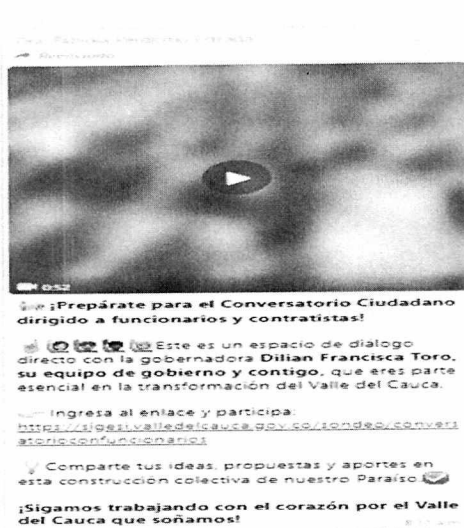 Reenviado
0:52
¡Prepárate para el Conversatorio Ciudadano
dirigido a funcionarios y contratistas!
Este es un espacio de diálogo
directo con la gobernadora Dilian Francisca Toro,
su equipo de gobierno y contigo, que eres parte
esencial en la transformación del Valle del Cauca.
Ingresa al enlace y participa:
https://sigesi.valledelcauca.gov.co/sondeo/convers
atorioconfuncionarios
Comparte tus ideas, propuestas y aportes en
esta construcción colectiva de nuestro Paraíso
¡Sigamos trabajando con el corazón por el Valle
del Cauca que soñamos!